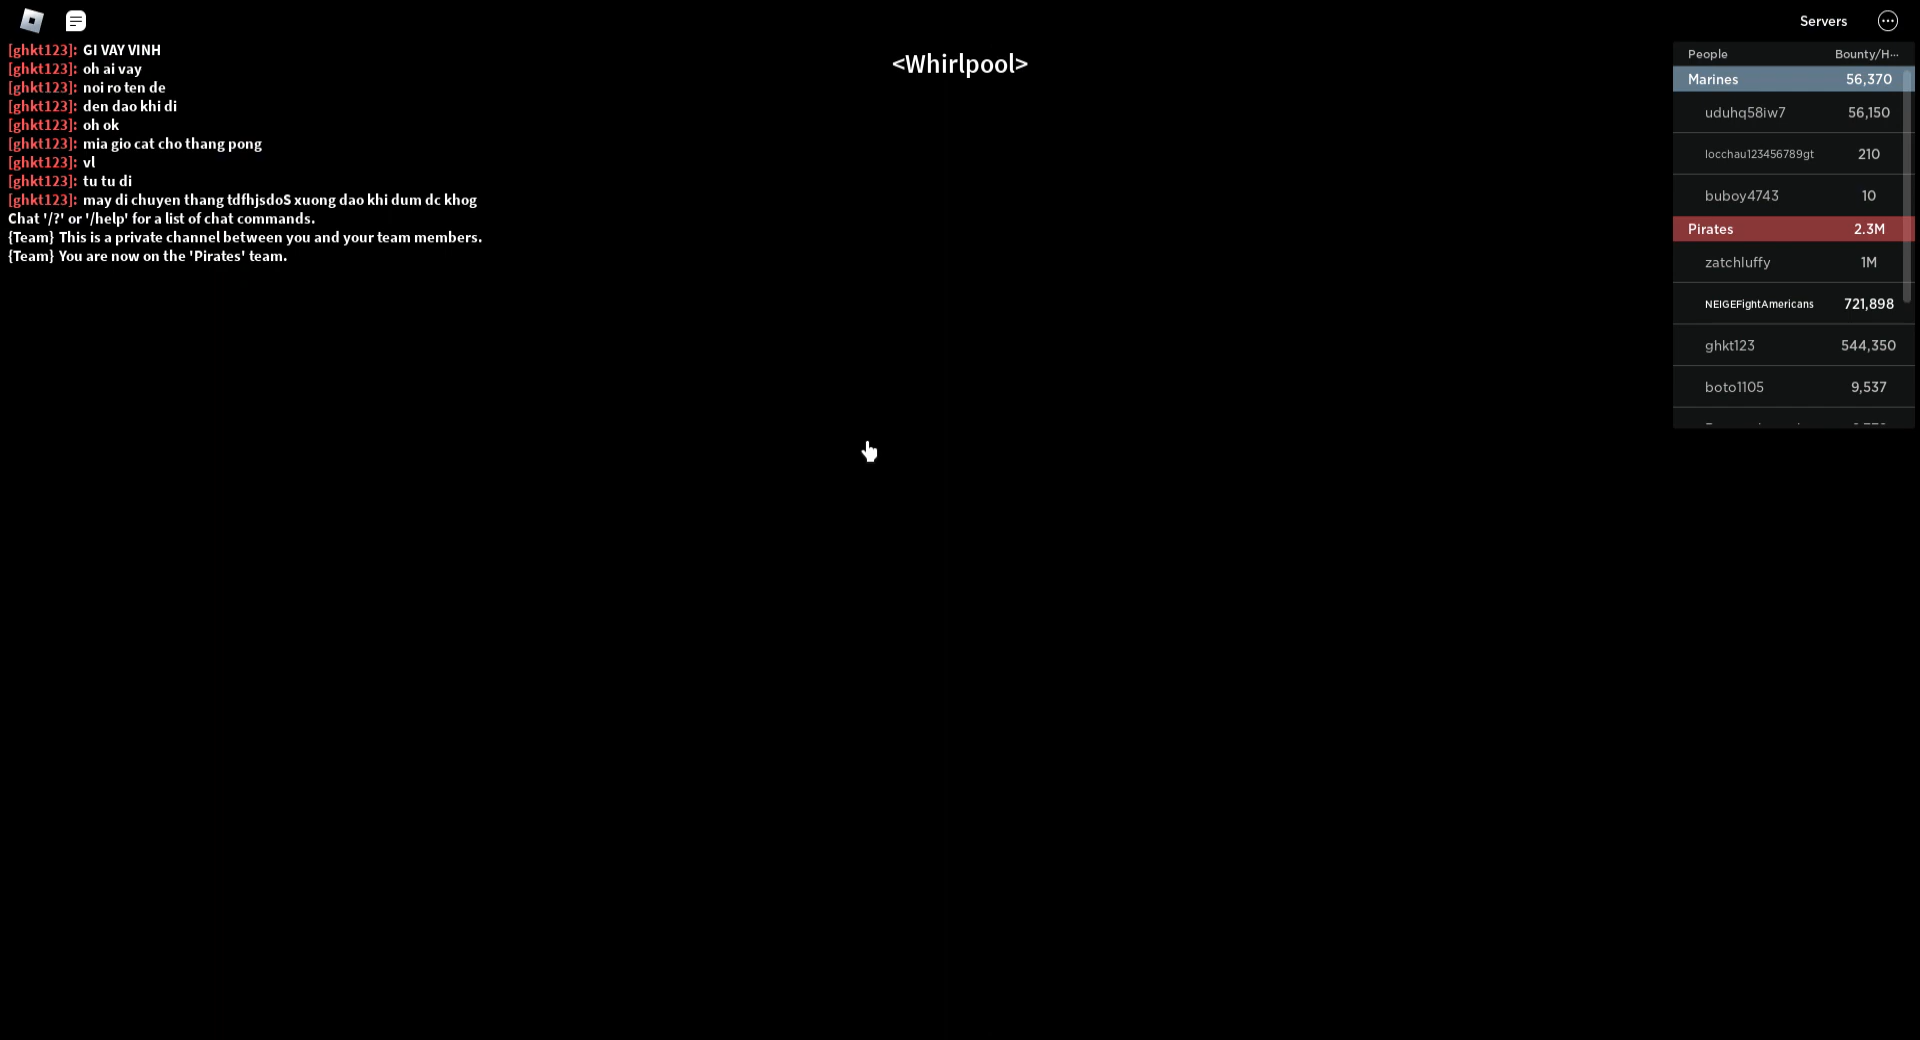 Servers
[ghkt123]: GI VAY VINH
[ghkt123]: oh ai vay
[ghkt123]: noi ro ten de
[ghkt123]: den dao khi di
[ghkt123]: oh ok
[ghkt123]: mia gio cat cho thang pong
[ghkt123]: vl
[ghkt123]: tu tu di
[ghkt123]: may di chuyen thang tdfhjsdoS xuong dao khi dum dc khog
Chat '/?' or '/help' for a list of chat commands.
{Team} This is a private channel between you and your team members.
{Team} You are now on the 'Pirates' team.
<Whirlpool>
People Bounty/H...
Marines 56,370
uduhq58iw7 56,150
locchau123456789gt 210
buboy4743 10
Pirates 2.3M
zatchluffy 1M
NEIGEFightAmericans 721,898
ghkt123 544,350
boto1105 9,537